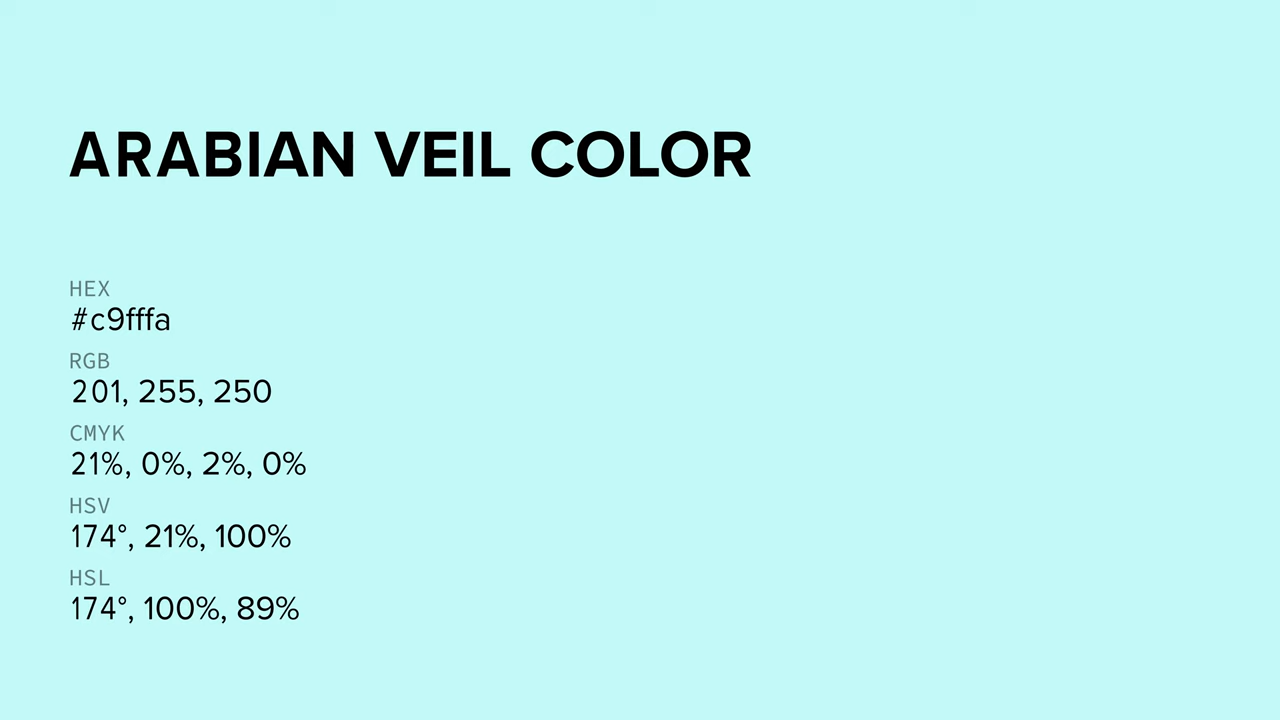 ARABIAN VEIL COLOR
HEX
#c9fffa
RGB
201, 255, 250
CMYK
21%, 0%, 2%, 0%
HSV
174°, 21%, 100%
HSL
174°, 100%, 89%